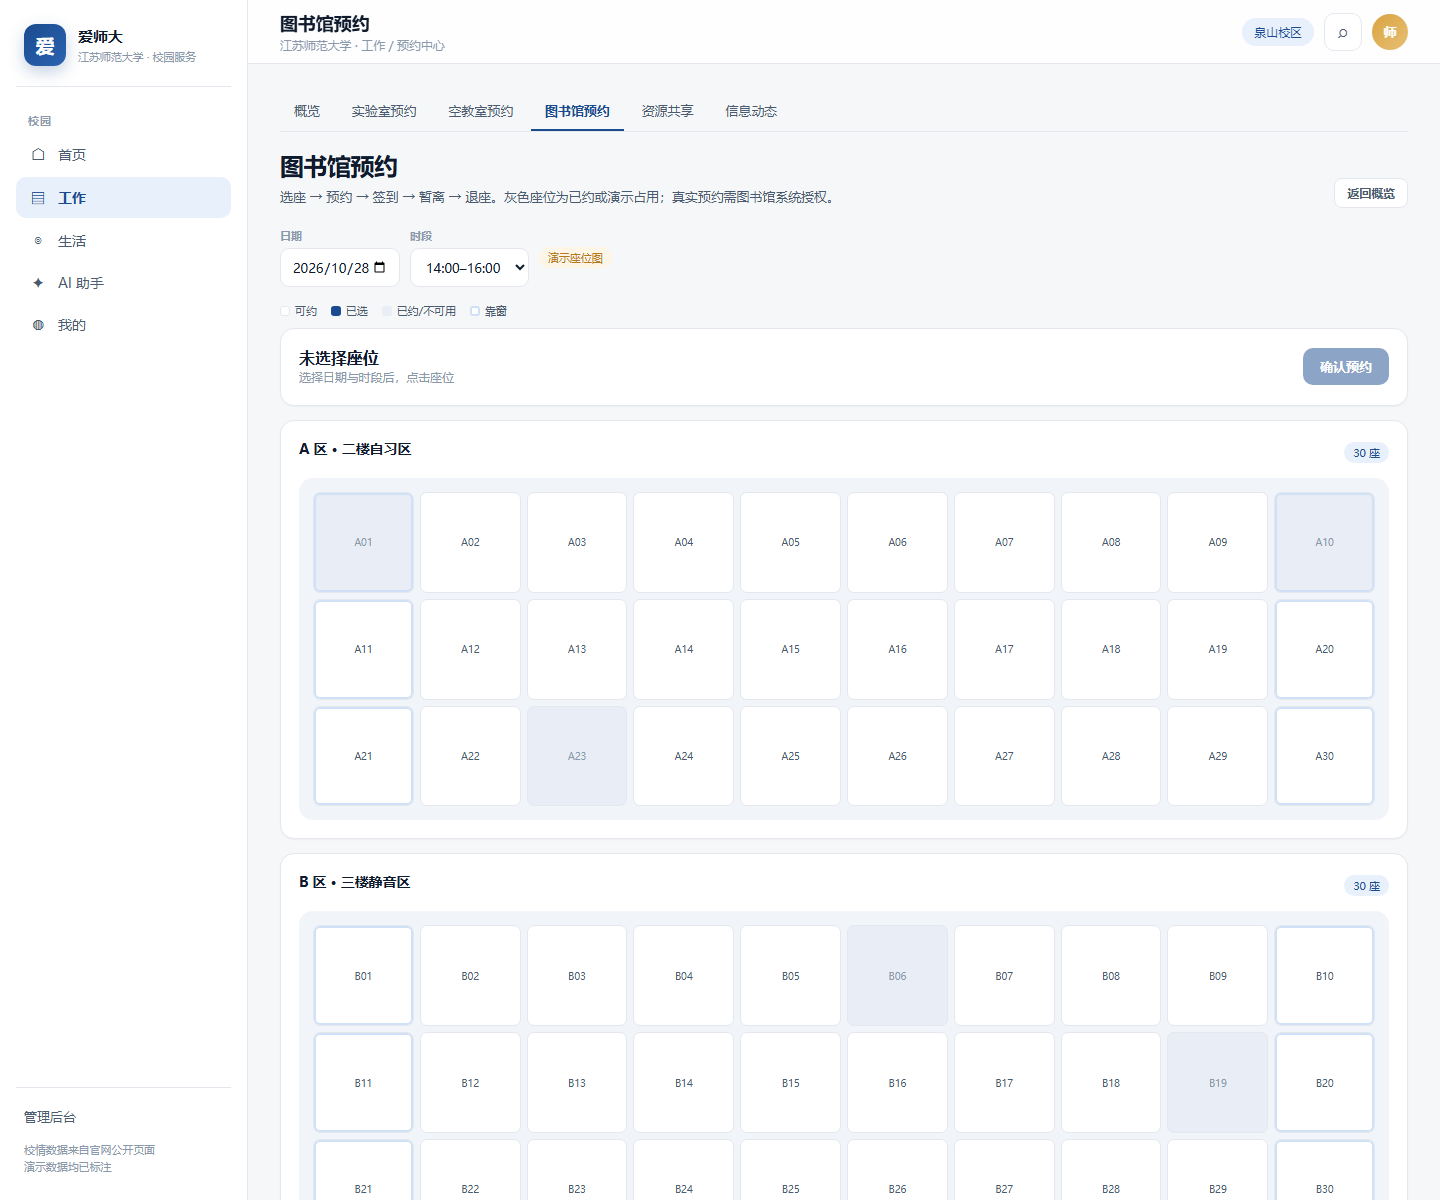 爱
爱师大
江苏师范大学 · 校园服务
校园
首页
工作
生活
AI 助手
我的
管理后台
校情数据来自官网公开页面
演示数据均已标注
图书馆预约
江苏师范大学 · 工作 / 预约中心
泉山校区
师
概览 实验室预约 空教室预约 图书馆预约 资源共享 信息动态
图书馆预约
选座 → 预约 → 签到 → 暂离 → 退座。灰色座位为已约或演示占用；真实预约需图书馆系统授权。
返回概览
日期 时段
2026/10/28 14:00–16:00 演示座位图
可约 已选 已约/不可用 靠窗
未选择座位
选择日期与时段后，点击座位
确认预约
A 区 • 二楼自习区
30 座
A01 A02 A03 A04 A05 A06 A07 A08 A09 A10
A11 A12 A13 A14 A15 A16 A17 A18 A19 A20
A21 A22 A23 A24 A25 A26 A27 A28 A29 A30
B 区 • 三楼静音区
30 座
B01 B02 B03 B04 B05 B06 B07 B08 B09 B10
B11 B12 B13 B14 B15 B16 B17 B18 B19 B20
B21 B22 B23 B24 B25 B26 B27 B28 B29 B30